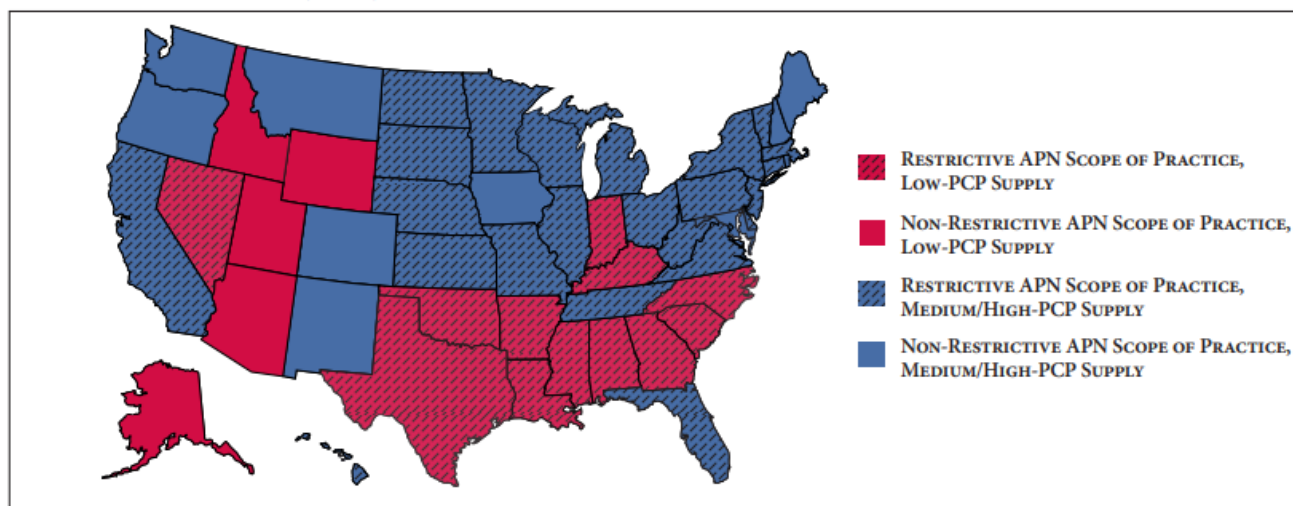 Restrictive APN Scope of Practice,
Low-PCP Supply
Non-Restrictive APN Scope of Practice,
Low-PCP Supply
Restrictive APN Scope of Practice,
Medium/High-PCP Supply
Non-Restrictive APN Scope of Practice,
Medium/High-PCP Supply